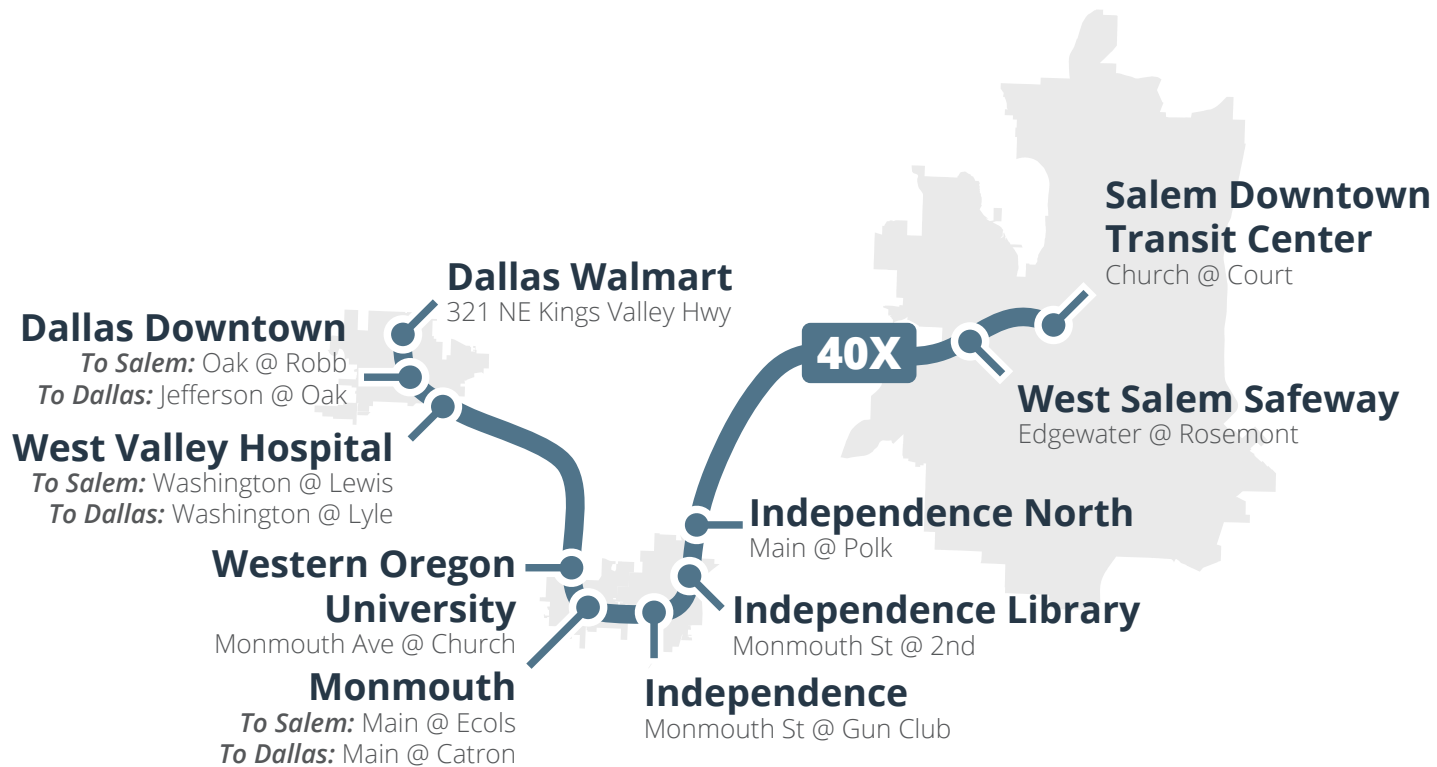 Salem Downtown
Transit Center
Church @ Court
Dallas Walmart
321 NE Kings Valley Hwy
Dallas Downtown
To Salem: Oak @ Robb
To Dallas: Jefferson @ Oak
40X
West Salem Safeway
Edgewater @ Rosemont
West Valley Hospital
To Salem: Washington @ Lewis
To Dallas: Washington @ Lyle
Independence North
Main @ Polk
Western Oregon
University
Monmouth Ave @ Church
Independence Library
Monmouth St @ 2nd
Monmouth
To Salem: Main @ Ecols
To Dallas: Main @ Catron
Independence
Monmouth St @ Gun Club